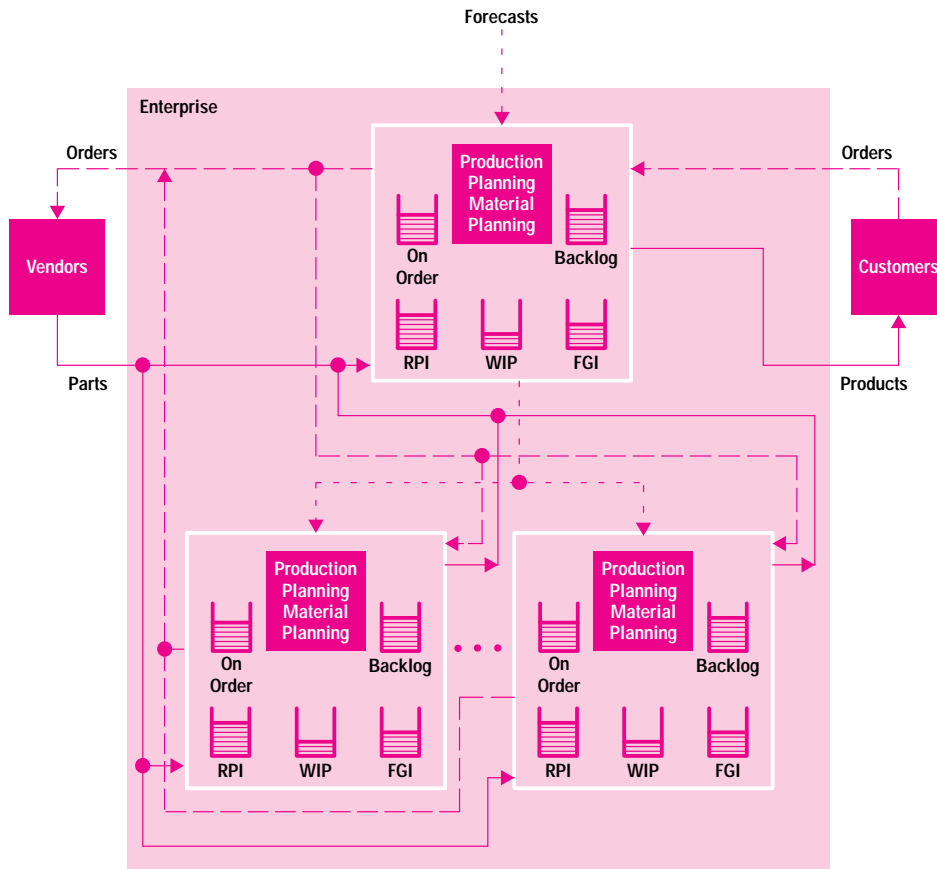 Forecasts
Enterprise
Orders
Orders
Production
Planning
Material
Planning
On
Order
Backlog
Vendors
Customers
RPI
WIP
FGI
Parts
Products
Production
Planning
Material
Planning
On
Order
Backlog
RPI
WIP
FGI
• • •
Production
Planning
Material
Planning
On
Order
Backlog
RPI
WIP
FGI